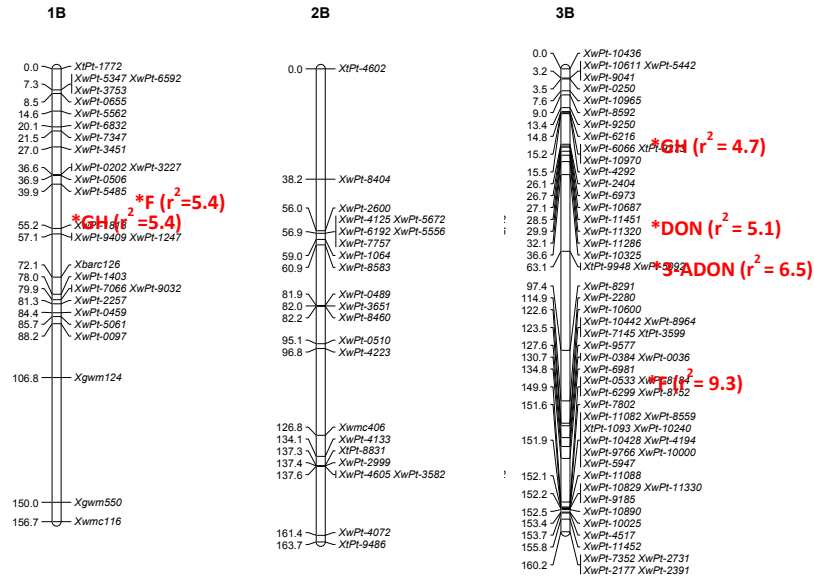 1B
0.0 XtPt-1772
7.3 XwPt-5347 XwPt-6592
XwPt-3753
8.5 XwPt-0655
14.6 XwPt-5562
20.1 XwPt-6832
21.5 XwPt-7347
27.0 XwPt-3451
36.6 XwPt-0202 XwPt-3227
36.9 XwPt-0506
39.9 XwPt-5485
*F (r²=5.4)
*GH (r²=5.4)
55.2
57.1 XwPt-9409 XwPt-1247
72.1 Xbarc126
78.0 XwPt-1403
79.9 XwPt-7066 XwPt-9032
81.3 XwPt-2257
84.4 XwPt-0459
85.7 XwPt-5061
88.2 XwPt-0097
106.8 Xgwm124
150.0 Xgwm550
156.7 Xwmc116
2B
0.0 XtPt-4602
38.2 XwPt-8404
56.0 XwPt-2600
56.9 XwPt-4125 XwPt-5672
XwPt-6192 XwPt-5556
XwPt-7757
59.0 XwPt-1064
60.9 XwPt-8583
81.9 XwPt-0489
82.0 XwPt-3651
82.2 XwPt-8460
95.1 XwPt-0510
96.8 XwPt-4223
126.8 Xwmc406
134.1 XwPt-4133
137.3 XtPt-8831
137.4 XwPt-2999
137.6 XwPt-4605 XwPt-3582
161.4 XwPt-4072
163.7 XtPt-9486
3B
0.0 XwPt-10436
3.2 XwPt-10611 XwPt-5442
XwPt-9041
3.5 XwPt-0250
7.6 XwPt-10965
9.0 XwPt-8592
13.4 XwPt-9250
14.8 XwPt-6216
15.2 XwPt-6066
*GH (r² = 4.7)
XwPt-10970
15.5 XwPt-4292
26.1 XwPt-2404
26.7 XwPt-6973
27.1 XwPt-10687
28.5 XwPt-11451
29.9 XwPt-11320
*DON (r² = 5.1)
32.1 XwPt-11286
36.6 XwPt-10325
63.1 XtPt-9948
*3-ADON (r² = 6.5)
97.4 XwPt-8291
114.9 XwPt-2280
122.6 XwPt-10600
123.5 XwPt-10442 XwPt-8964
XwPt-7145 XtPt-3599
127.6 XwPt-9577
130.7 XwPt-0384 XwPt-0036
134.8 XwPt-6981
149.9 XwPt-0533
*F (r² = 9.3)
XwPt-6299 XwPt-8752
151.6 XwPt-7802
XwPt-11082 XwPt-8559
XtPt-1093 XwPt-10240
151.9 XwPt-10428 XwPt-4194
XwPt-9766 XwPt-10000
XwPt-5947
152.1 XwPt-11088
152.2 XwPt-10829 XwPt-11330
XwPt-9185
152.5 XwPt-10890
153.4 XwPt-10025
153.7 XwPt-4517
155.8 XwPt-11452
160.2 XwPt-7352 XwPt-2731
XwPt-2177 XwPt-2391